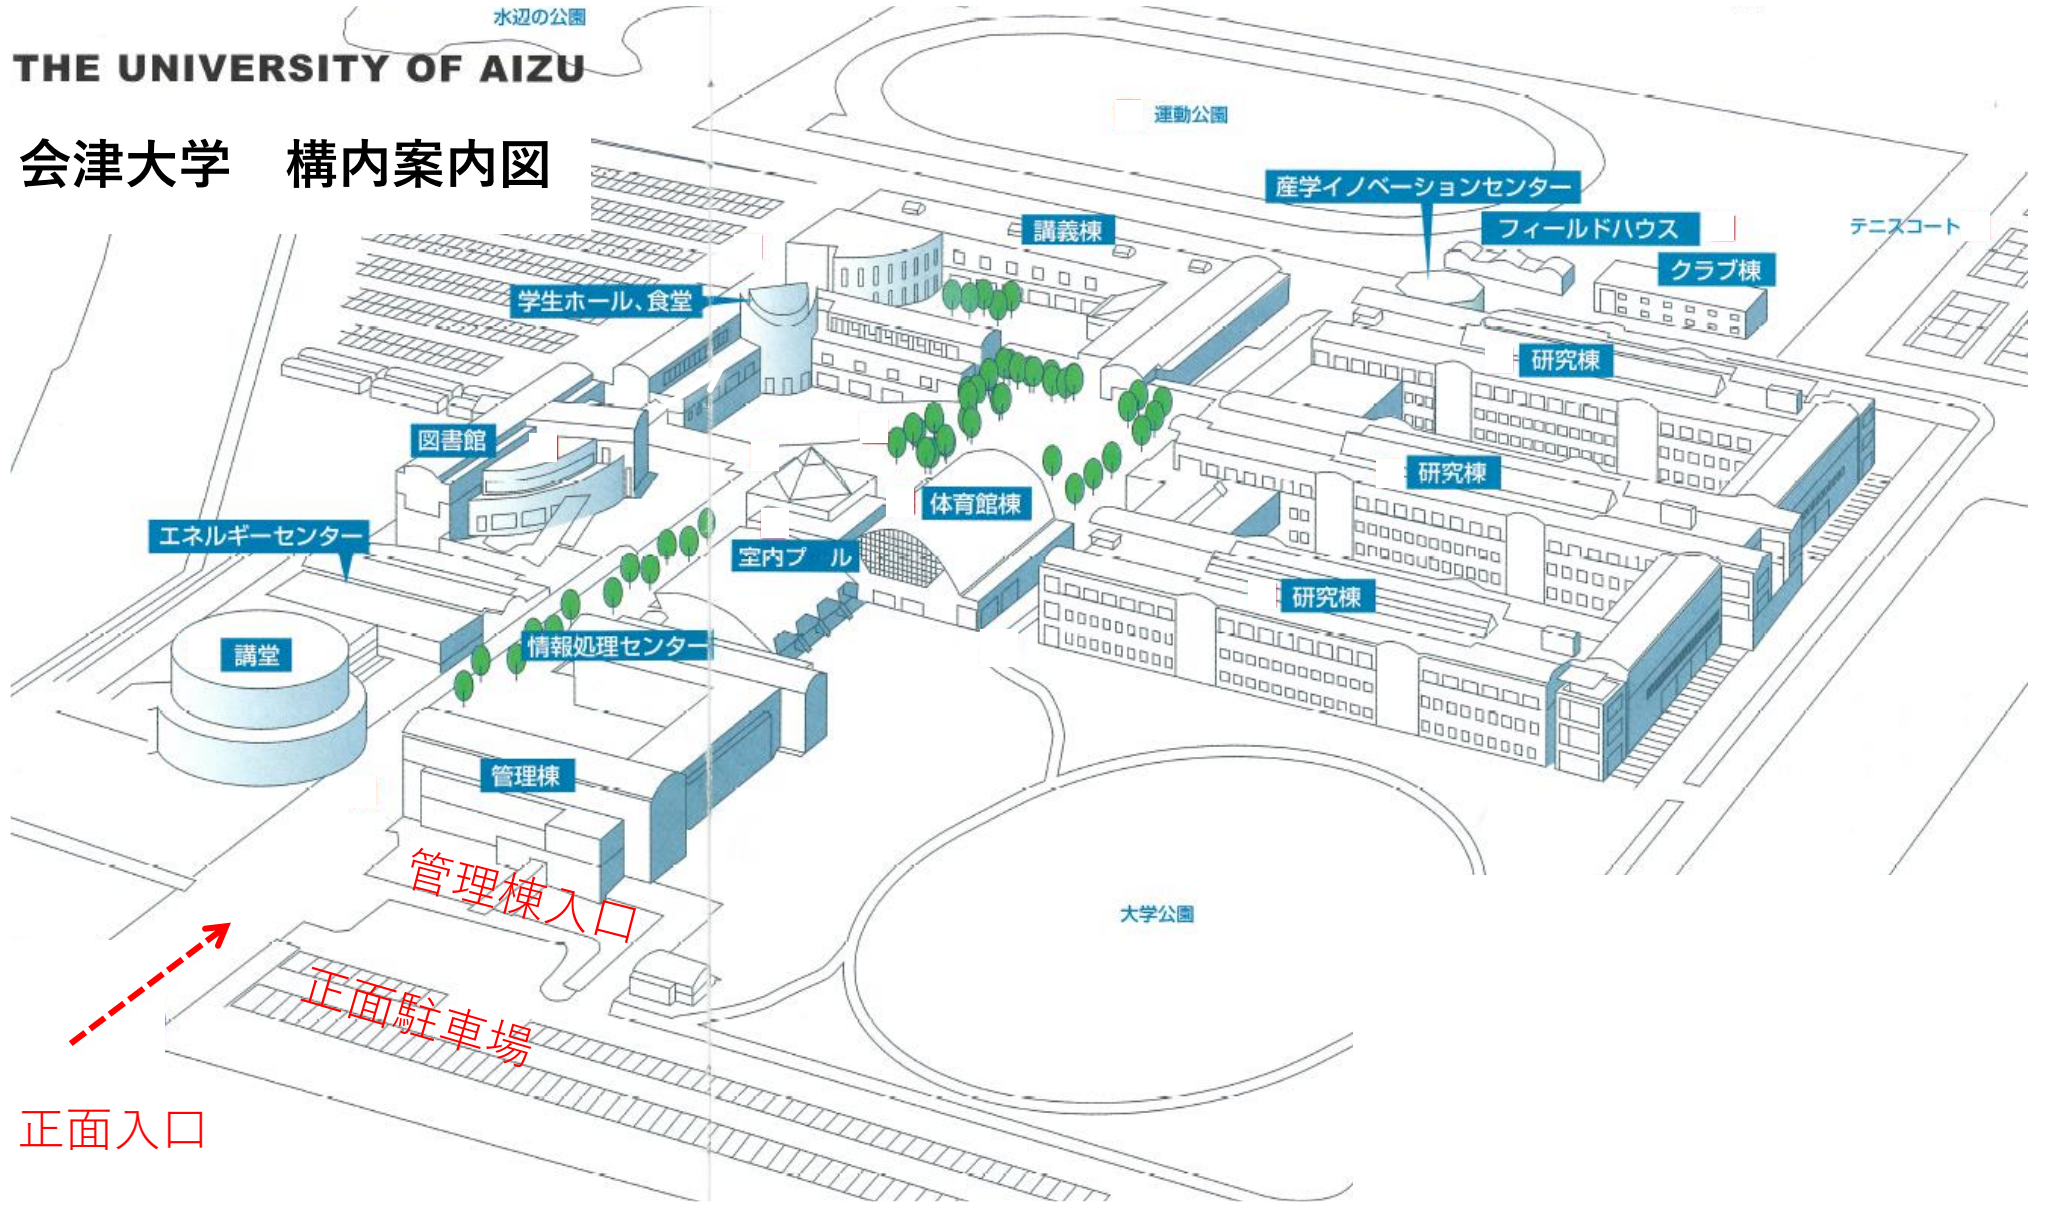 水辺の公園
THE UNIVERSITY OF AIZU
会津大学　構内案内図
運動公園
産学イノベーションセンター
フィールドハウス
テニスコート
講義棟
クラブ棟
学生ホール、食堂
研究棟
図書館
研究棟
体育館棟
エネルギーセンター
室内プ ル
研究棟
情報処理センター
講堂
管理棟
管理棟入口
大学公園
正面駐車場
正面入口